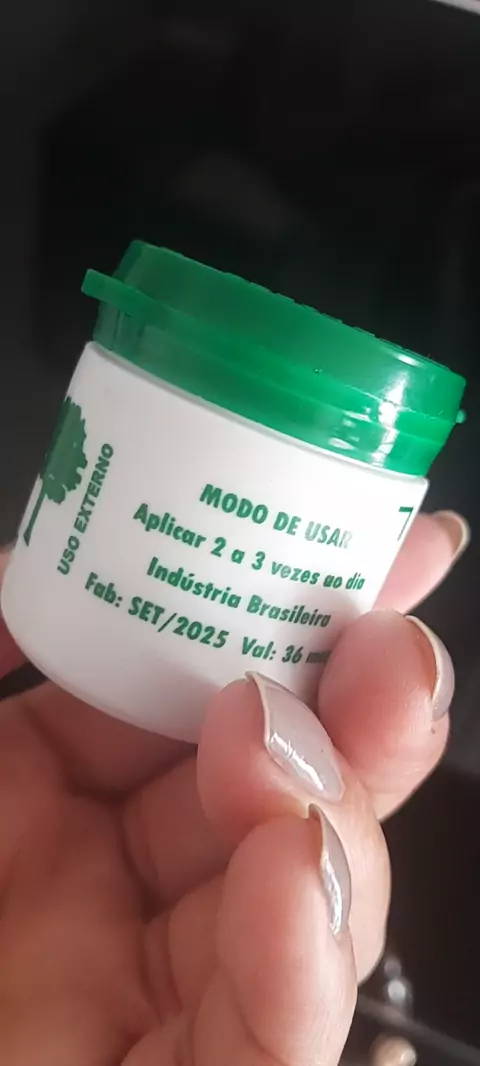 USO EXTERNO
MODO DE USAR
Aplicar 2 a 3 vezes ao dia
Indústria Brasileira
Fab: SET/2025 Val: 36